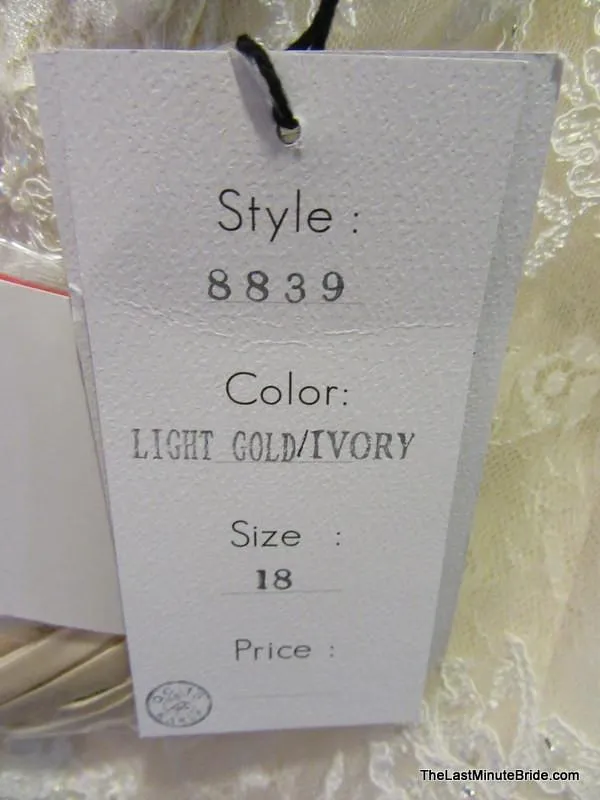 Style :
8839
Color:
LIGHT GOLD/IVORY
Size :
18
Price :
TheLastMinuteBride.com